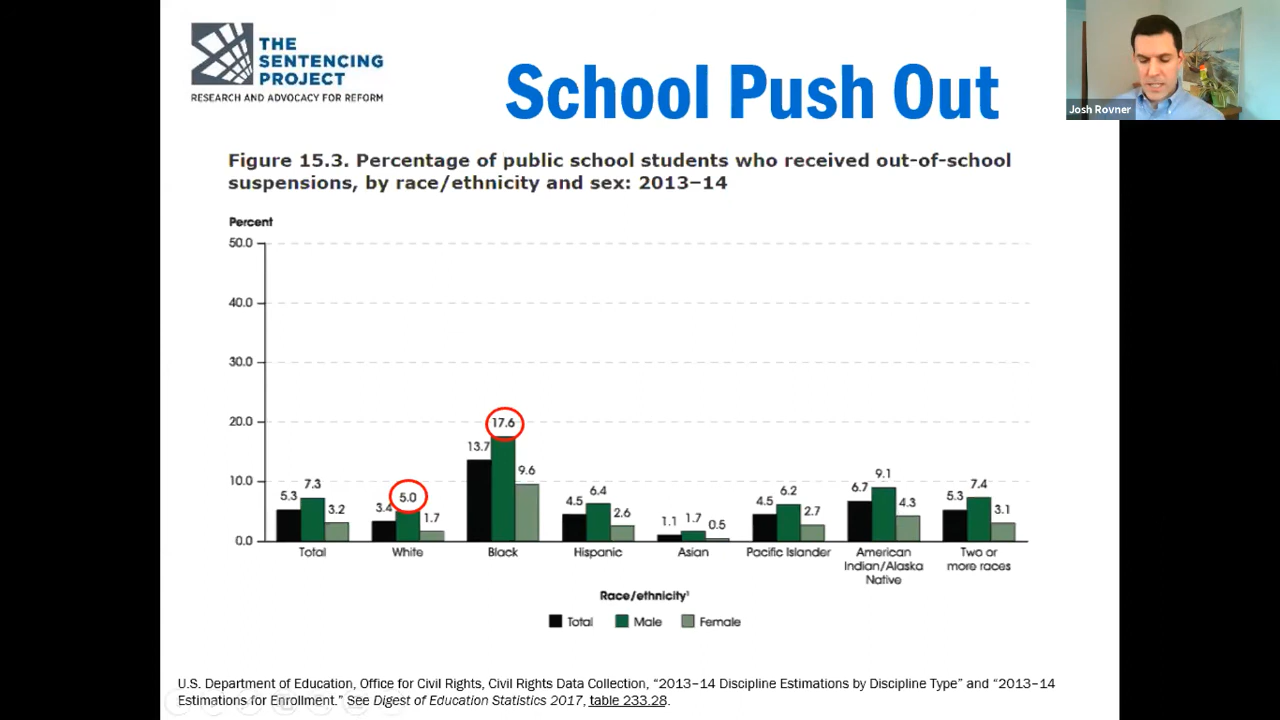 THE
SENTENCING
PROJECT
RESEARCH AND ADVOCACY FOR REFORM
School Push Out
Josh Rovner
Figure 15.3. Percentage of public school students who received out-of-school
suspensions, by race/ethnicity and sex: 2013–14
Percent
50.0
40.0
30.0
20.0
10.0
0.0
5.3 7.3 3.2
3.4 5.0 1.7
13.7 17.6 9.6
4.5 6.4 2.6
1.1 1.7 0.5
4.5 6.2 2.7
6.7 9.1 4.3
5.3 7.4 3.1
Total
White
Black
Hispanic
Asian
Pacific Islander
American
Indian/Alaska
Native
Two or
more races
Race/ethnicity¹
Total Male Female
U.S. Department of Education, Office for Civil Rights, Civil Rights Data Collection, “2013–14 Discipline Estimations by Discipline Type” and “2013–14
Estimations for Enrollment.” See Digest of Education Statistics 2017, table 233.28.